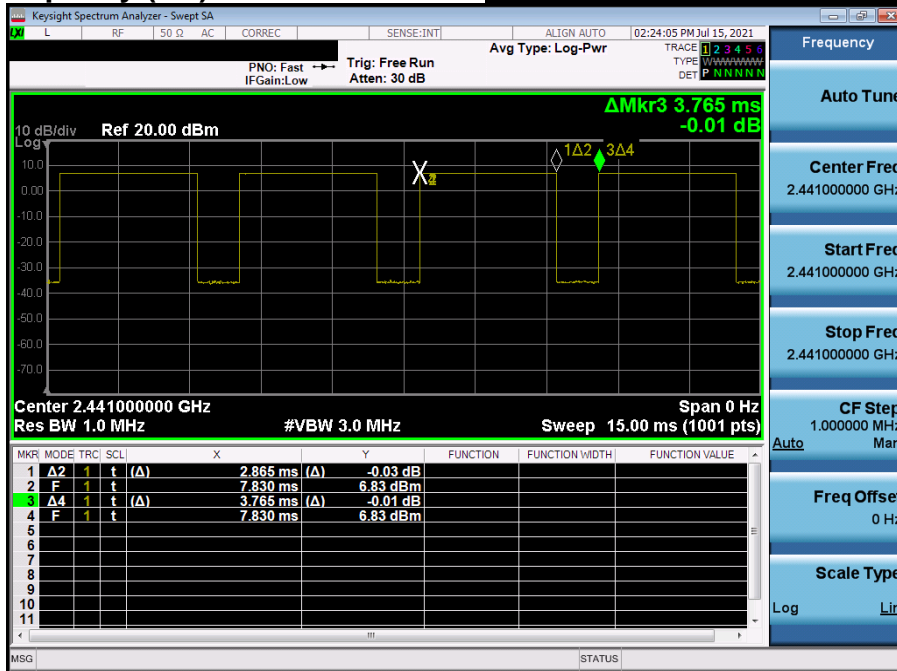 Keysight Spectrum Analyzer - Swept SA
LXI L RF 50 Ω AC CORREC SENSE:INT ALIGN AUTO 02:24:05 PM Jul 15, 2021
Avg Type: Log-Pwr TRACE 1 2 3 4 5 6
PNO: Fast Trig: Free Run TYPE WWWWWW
IFGain:Low Atten: 30 dB DET P N N N N N
Frequency
Auto Tune
ΔMkr3 3.765 ms
10 dB/div Ref 20.00 dBm -0.01 dB
Log
1Δ2 3Δ4
10.0
0.00
-10.0
-20.0
-30.0
-40.0
-50.0
-60.0
-70.0
Center 2.441000000 GHz Span 0 Hz
Res BW 1.0 MHz #VBW 3.0 MHz Sweep 15.00 ms (1001 pts)
Center Freq
2.441000000 GHz
Start Freq
2.441000000 GHz
Stop Freq
2.441000000 GHz
CF Step
1.000000 MHz
Auto Man
Freq Offset
0 Hz
Scale Type
Log Lin
MKR MODE TRC SCL X Y FUNCTION FUNCTION WIDTH FUNCTION VALUE
1 Δ2 1 t (Δ) 2.865 ms (Δ) -0.03 dB
2 F 1 t 7.830 ms 6.83 dBm
3 Δ4 1 t (Δ) 3.765 ms (Δ) -0.01 dB
4 F 1 t 7.830 ms 6.83 dBm
5
6
7
8
9
10
11
MSG STATUS